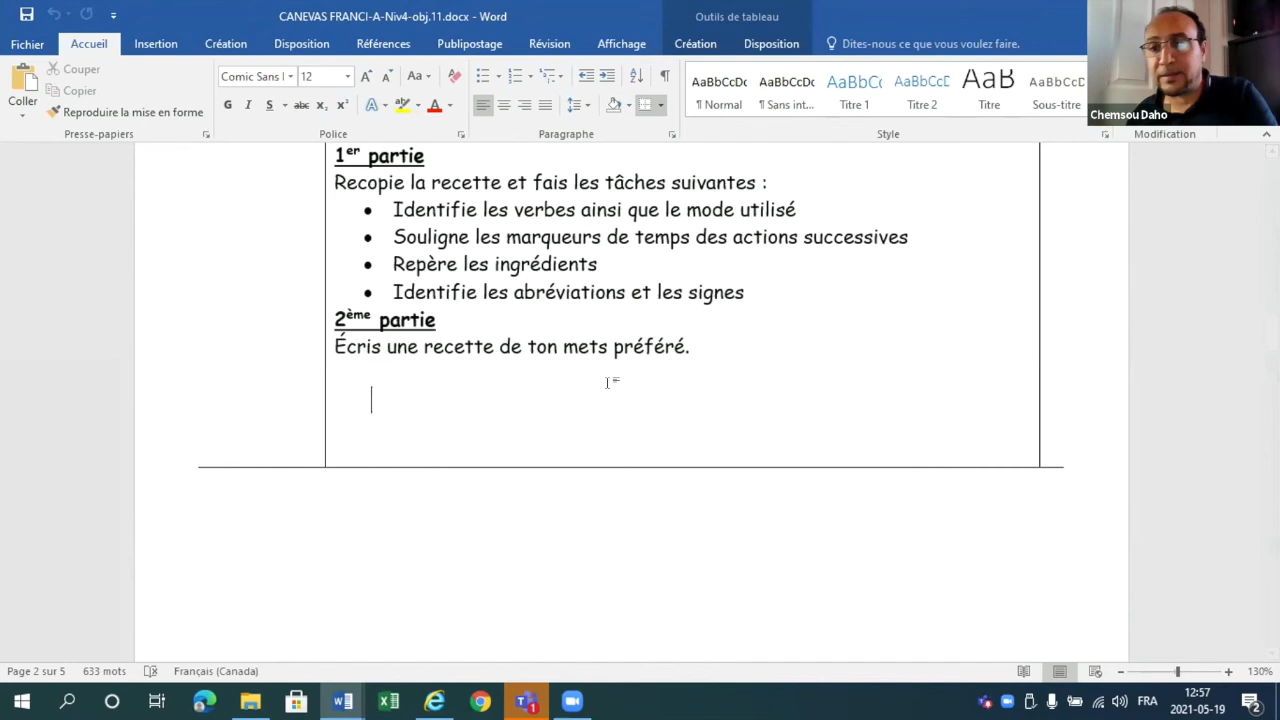 CANEVAS FRANCI-A-Niv4-obj.11.docx - Word
Outils de tableau
Fichier Accueil Insertion Création Disposition Références Publipostage Révision Affichage Création Disposition Dites-nous ce que vous voulez faire.
Couper
Copier
Reproduire la mise en forme
Coller
Comic Sans I 12
G I S abc x₂ x²
AaBbCcDc AaBbCcDc AaBbCcC AaBbCcD AaB AaBbCcD
¶ Normal ¶ Sans int... Titre 1 Titre 2 Titre Sous-titre
Presse-papiers Police Paragraphe Style Modification
Chemsou Daho
1er partie
Recopie la recette et fais les tâches suivantes :
• Identifie les verbes ainsi que le mode utilisé
• Souligne les marqueurs de temps des actions successives
• Repère les ingrédients
• Identifie les abréviations et les signes
2ème partie
Écris une recette de ton mets préféré.
Page 2 sur 5 633 mots Français (Canada) 130%
FRA 12:57
2021-05-19